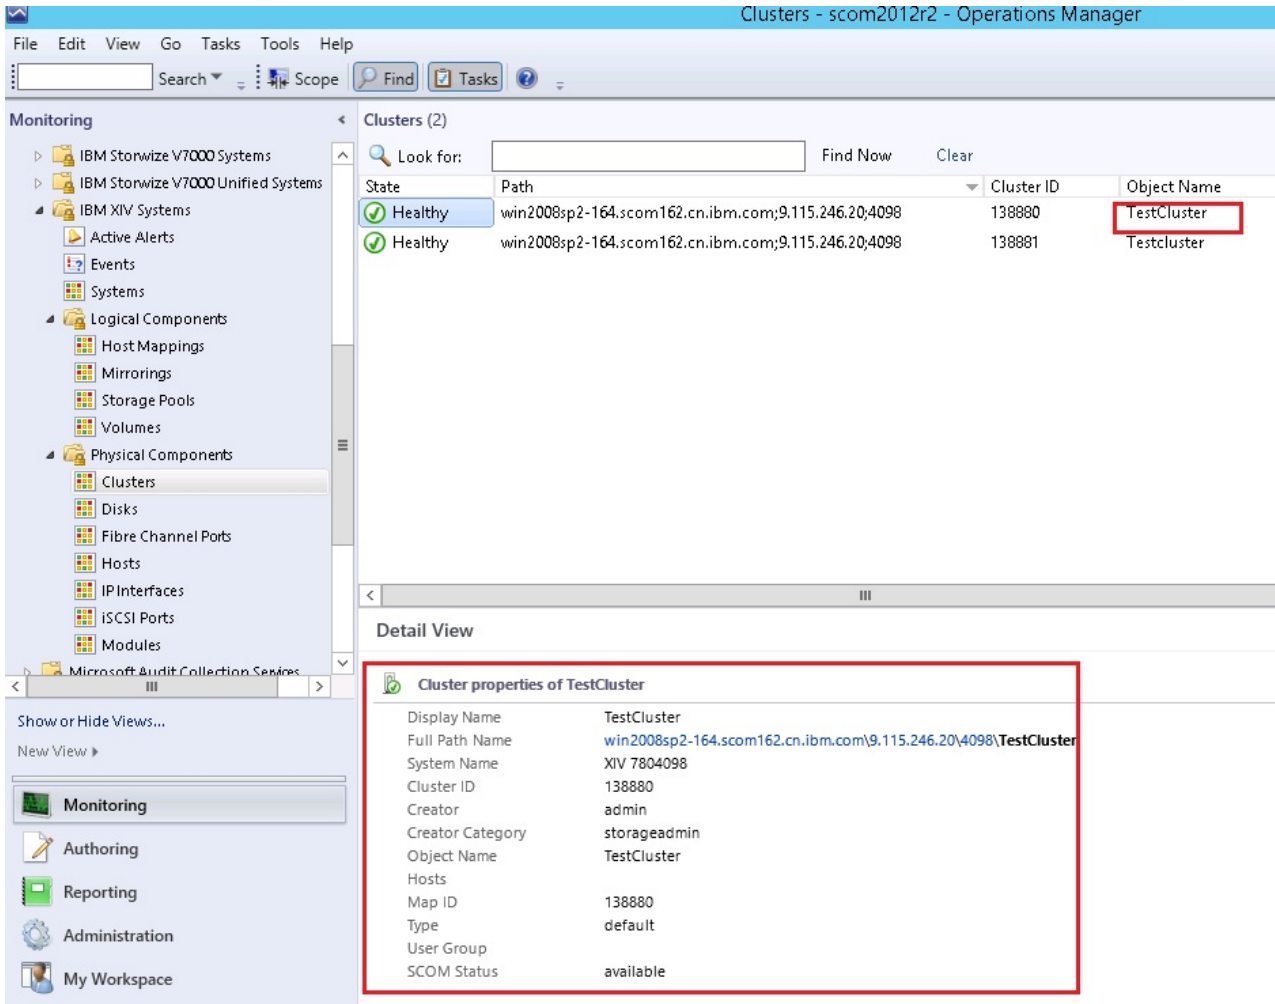 Clusters - scom2012r2 - Operations Manager
File Edit View Go Tasks Tools Help
Search Scope Find Tasks
Monitoring
IBM Storwize V7000 Systems
IBM Storwize V7000 Unified Systems
IBM XIV Systems
Active Alerts
Events
Systems
Logical Components
Host Mappings
Mirrorings
Storage Pools
Volumes
Physical Components
Clusters
Disks
Fibre Channel Ports
Hosts
IP Interfaces
iSCSI Ports
Modules
Microsoft Audit Collection Services
Show or Hide Views...
New View
Monitoring
Authoring
Reporting
Administration
My Workspace
Clusters (2)
Look for: Find Now Clear
State Path Cluster ID Object Name
Healthy win2008sp2-164.scom162.cn.ibm.com;9.115.246.20;4098 138880 TestCluster
Healthy win2008sp2-164.scom162.cn.ibm.com;9.115.246.20;4098 138881 Testcluster
Detail View
Cluster properties of TestCluster
Display Name TestCluster
Full Path Name win2008sp2-164.scom162.cn.ibm.com\9.115.246.20\4098\TestCluster
System Name XIV 7804098
Cluster ID 138880
Creator admin
Creator Category storageadmin
Object Name TestCluster
Hosts
Map ID 138880
Type default
User Group
SCOM Status available